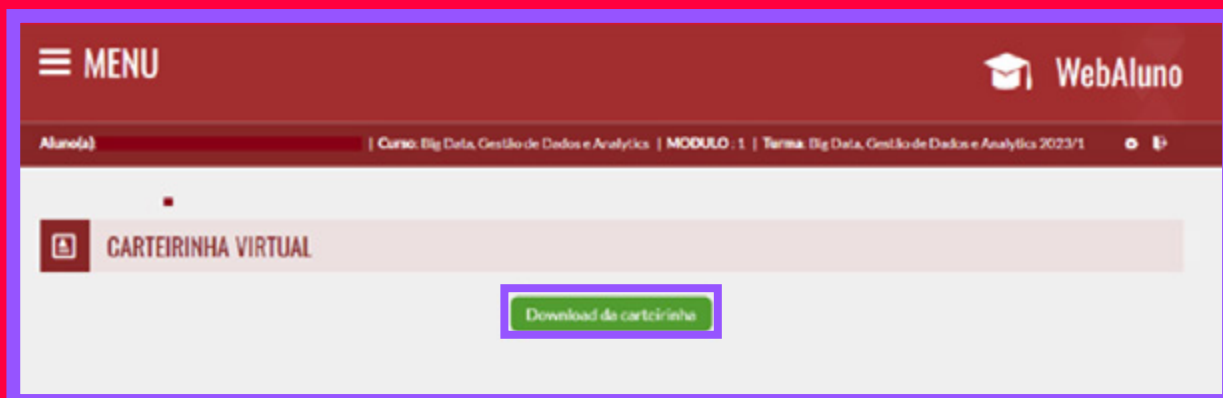 MENU
WebAluno
Aluno(a): | Curso: Big Data, Gestão de Dados e Analytics | MODULO : 1 | Turma: Big Data, Gestão de Dados e Analytics 2023/1
CARTEIRINHA VIRTUAL
Download da carteirinha